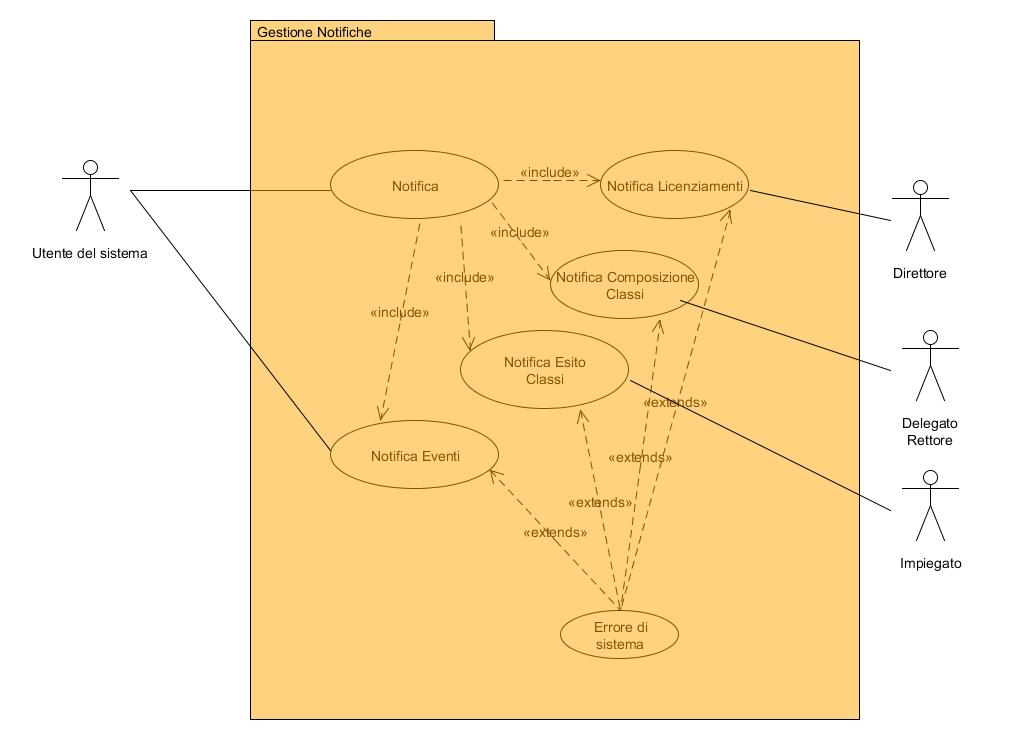 Gestione Notifiche
«include»
Notifica
Notifica Licenziamenti
«include»
Utente del sistema
Direttore
«include»
Notifica Composizione
Classi
«include»
Notifica Esito
Classi
«extends»
Delegato
Rettore
Notifica Eventi
«extends»
«extends»
«extends»
Impiegato
Errore di
sistema